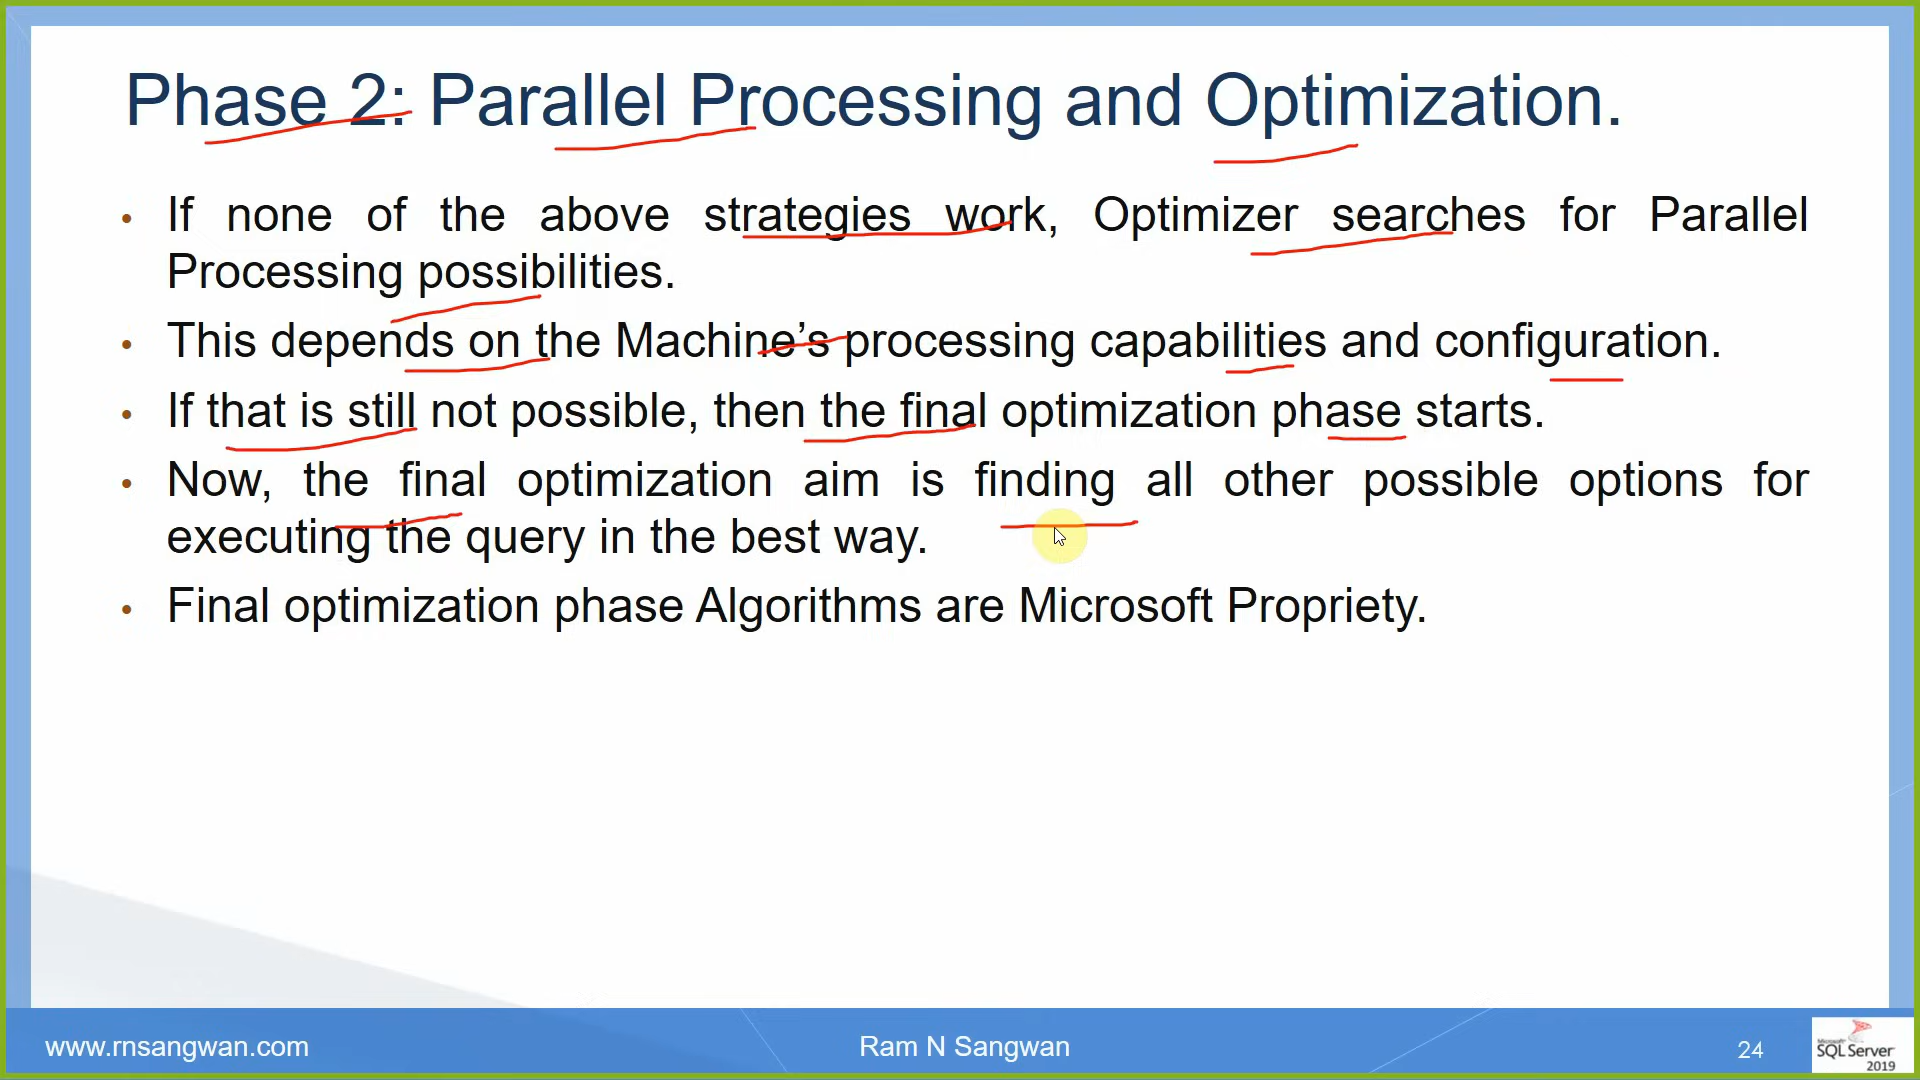 Phase 2: Parallel Processing and Optimization.
• If none of the above strategies work, Optimizer searches for Parallel
Processing possibilities.
• This depends on the Machine’s processing capabilities and configuration.
• If that is still not possible, then the final optimization phase starts.
• Now, the final optimization aim is finding all other possible options for
executing the query in the best way.
• Final optimization phase Algorithms are Microsoft Propriety.
www.rnsangwan.com
Ram N Sangwan
24
Microsoft
SQL Server
2019